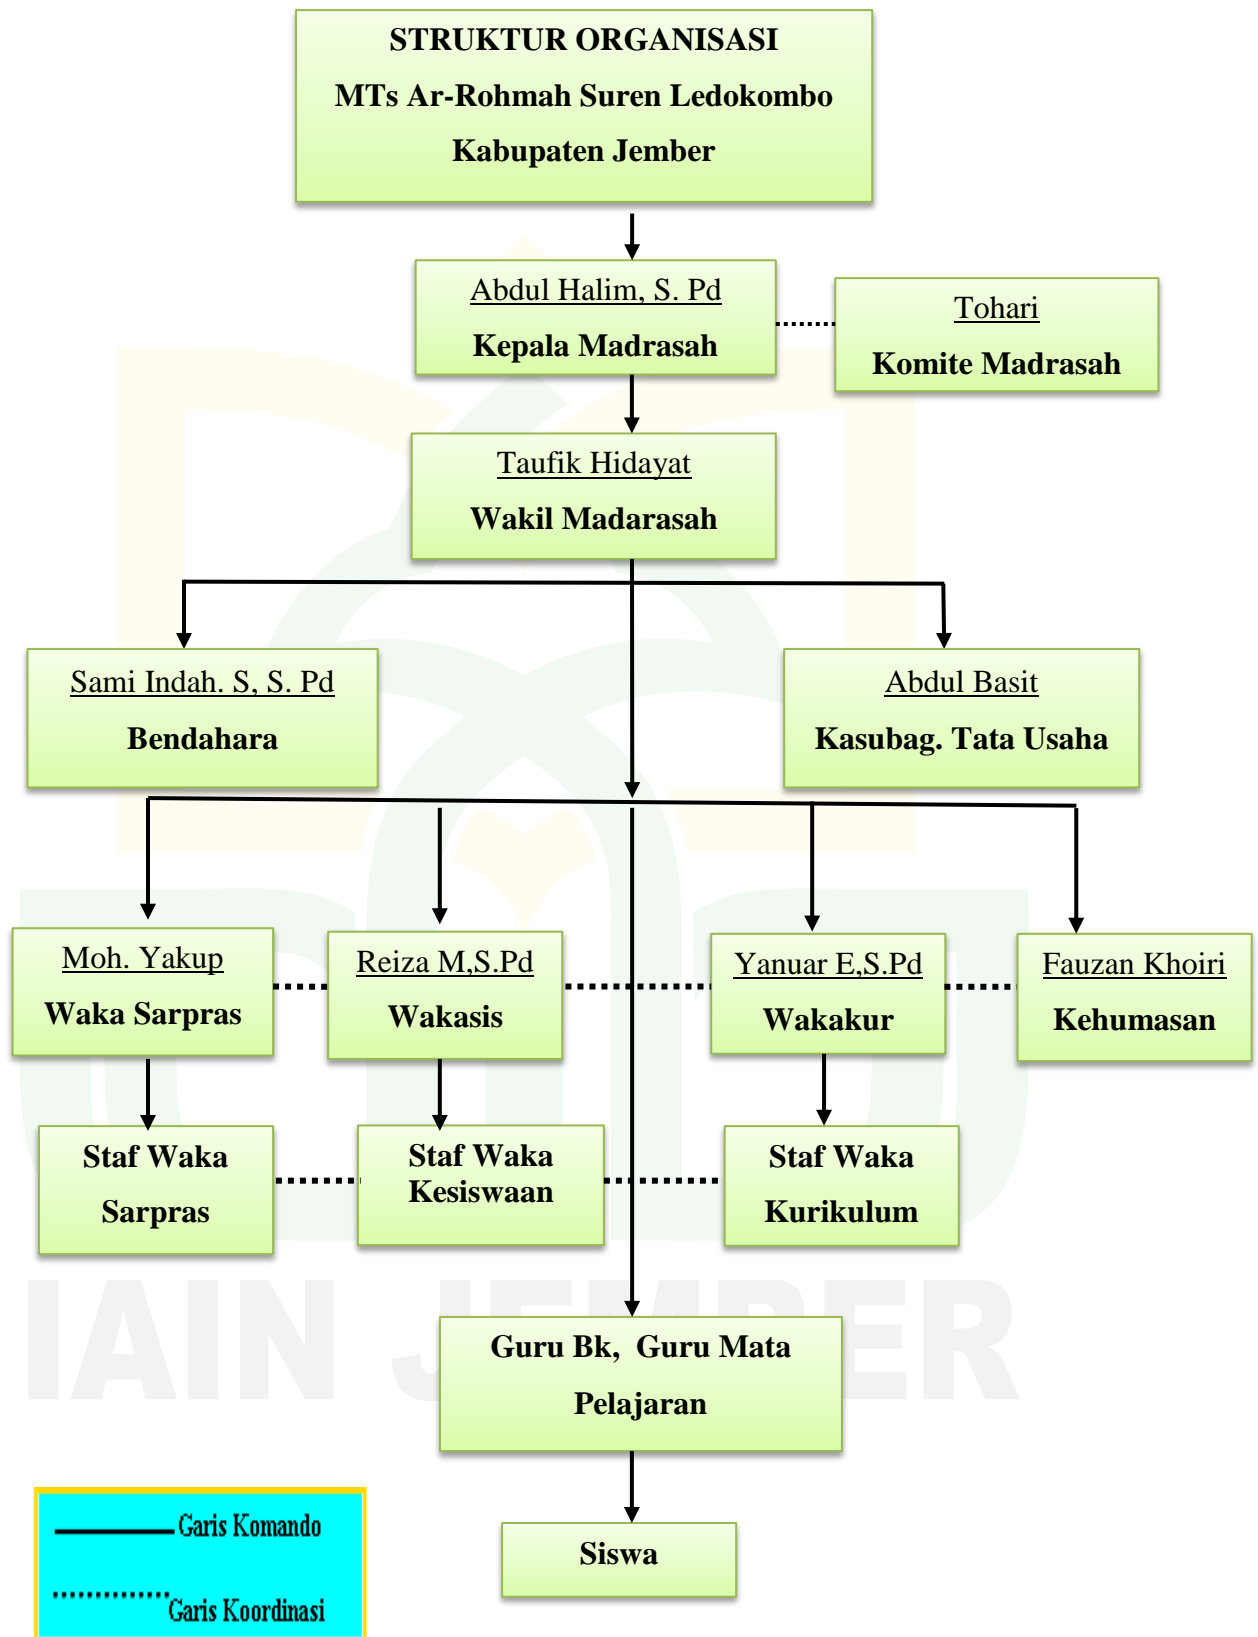 STRUKTUR ORGANISASI
MTs Ar-Rohmah Suren Ledokombo
Kabupaten Jember
Abdul Halim, S. Pd
Kepala Madrasah
Tohari
Komite Madrasah
Taufik Hidayat
Wakil Madarasah
Sami Indah. S, S. Pd
Bendahara
Abdul Basit
Kasubag. Tata Usaha
Moh. Yakup
Waka Sarpras
Reiza M,S.Pd
Wakasis
Yanuar E,S.Pd
Wakakur
Fauzan Khoiri
Kehumasan
Staf Waka
Sarpras
Staf Waka
Kesiswaan
Staf Waka
Kurikulum
IAIN JEMBER
Guru Bk,  Guru Mata
Pelajaran
Siswa
Garis Komando
Garis Koordinasi